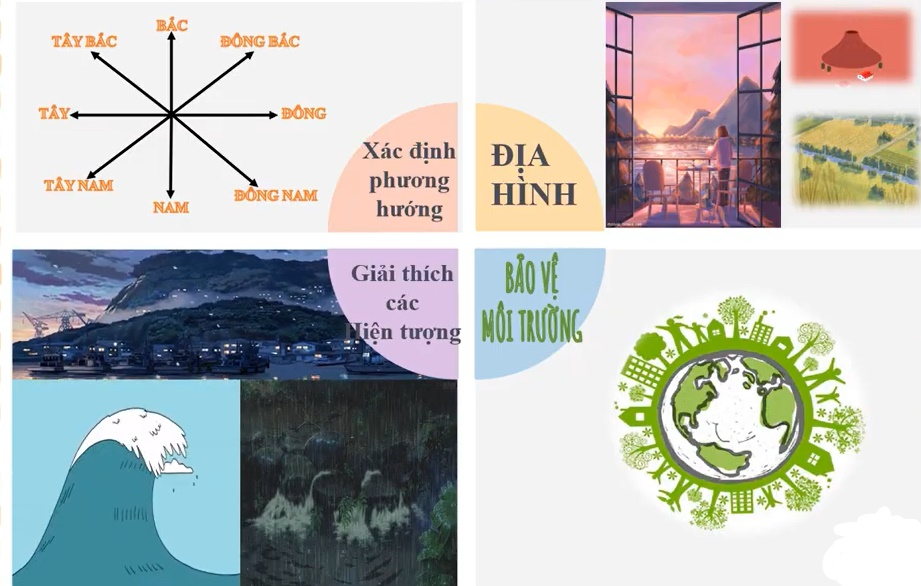 BẮC
TÂY BẮC
ĐÔNG BẮC
TÂY
ĐÔNG
TÂY NAM
ĐÔNG NAM
NAM
Xác định
phương
hướng
ĐỊA
HÌNH
Giải thích
các
Hiện tượng
BẢO VỆ
MÔI TRƯỜNG